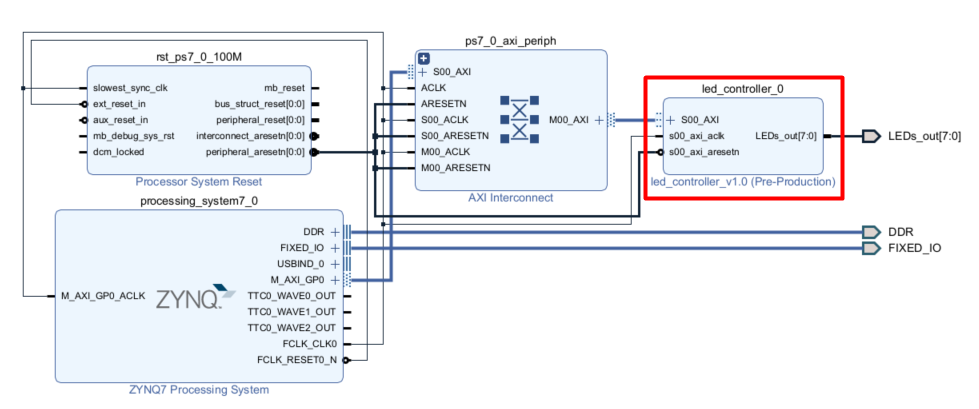 rst_ps7_0_100M
slowest_sync_clk
ext_reset_in
aux_reset_in
mb_debug_sys_rst
dcm_locked
mb_reset
bus_struct_reset[0:0]
peripheral_reset[0:0]
interconnect_aresetn[0:0]
peripheral_aresetn[0:0]
Processor System Reset
ps7_0_axi_periph
S00_AXI
ACLK
ARESETN
S00_ACLK
S00_ARESETN
M00_ACLK
M00_ARESETN
M00_AXI
AXI Interconnect
led_controller_0
S00_AXI
s00_axi_aclk
s00_axi_aresetn
LEDs_out[7:0]
led_controller_v1.0 (Pre-Production)
LEDs_out[7:0]
processing_system7_0
M_AXI_GP0_ACLK
ZYNQ
DDR
FIXED_IO
USBIND_0
M_AXI_GP0
TTC0_WAVE0_OUT
TTC0_WAVE1_OUT
TTC0_WAVE2_OUT
FCLK_CLK0
FCLK_RESET0_N
ZYNQ7 Processing System
DDR
FIXED_IO